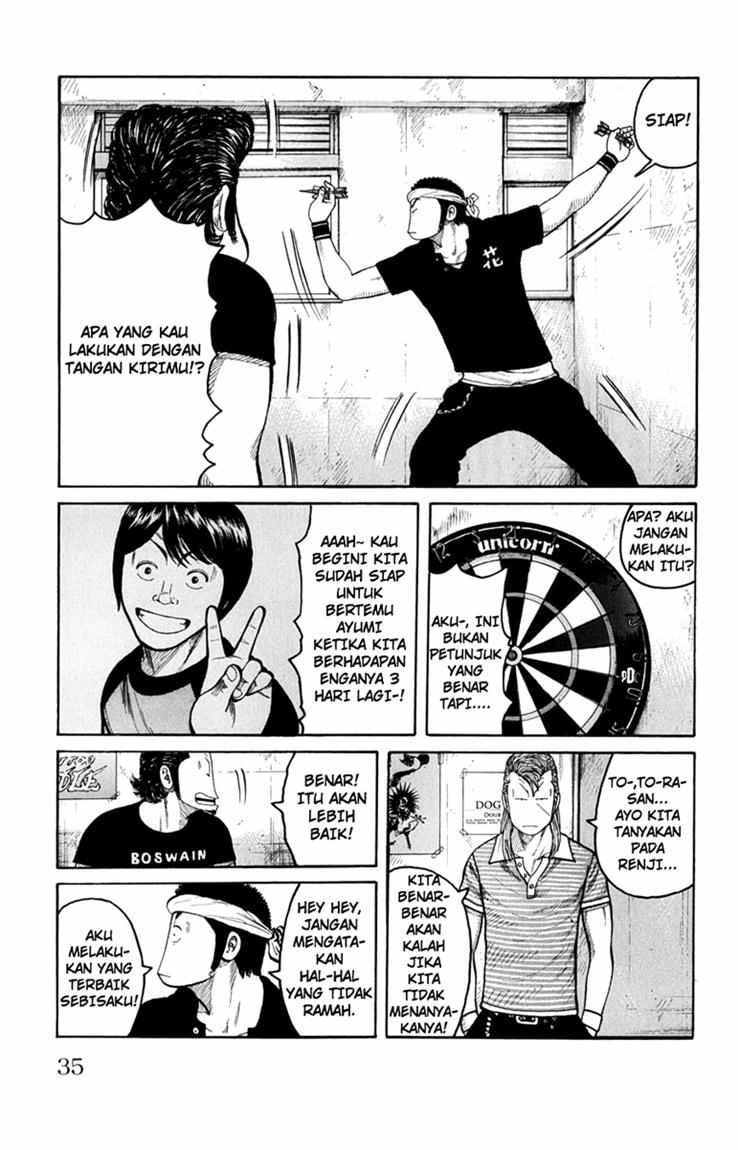 SIAP!
花
APA YANG KAU
LAKUKAN DENGAN
TANGAN KIRIMU!?
APA? AKU
JANGAN
MELAKU-
KAN ITU?
unicorn
AKU-, INI
BUKAN
PETUNJUK
YANG
BENAR
TAPI....
AAAH~ KAU
BEGINI KITA
SUDAH SIAP
UNTUK
BERTEMU
AYUMI
KETIKA KITA
BERHADAPAN
ENGANYA 3
HARI LAGI-!
TO-,TO-RA-
SAN...
AYO KITA
TANYAKAN
PADA
RENJI...
DOG
KITA
BENAR-
BENAR
AKAN
KALAH
JIKA
KITA
TIDAK
MENANYA-
KANYA!
BENAR!
ITU AKAN
LEBIH
BAIK!
BOSWAIN
HEY HEY,
JANGAN
MENGATA-
KAN
HAL-HAL
YANG TIDAK
RAMAH.
AKU
MELAKU-
KAN YANG
TERBAIK
SEBISAKU!
35